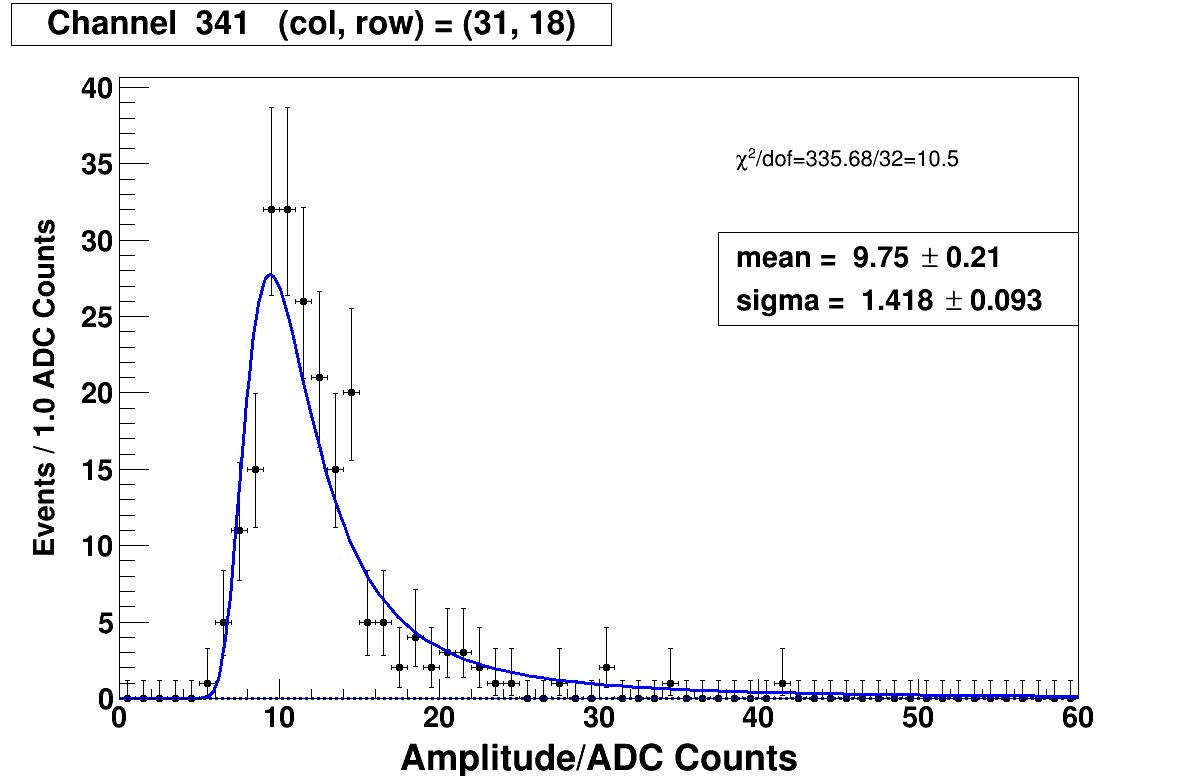 Channel 341 (col, row) = (31, 18)
40
35
30
25
20
15
10
5
0
Events / 1.0 ADC Counts
χ²/dof=335.68/32=10.5
mean = 9.75 ± 0.21
sigma = 1.418 ± 0.093
0 10 20 30 40 50 60
Amplitude/ADC Counts